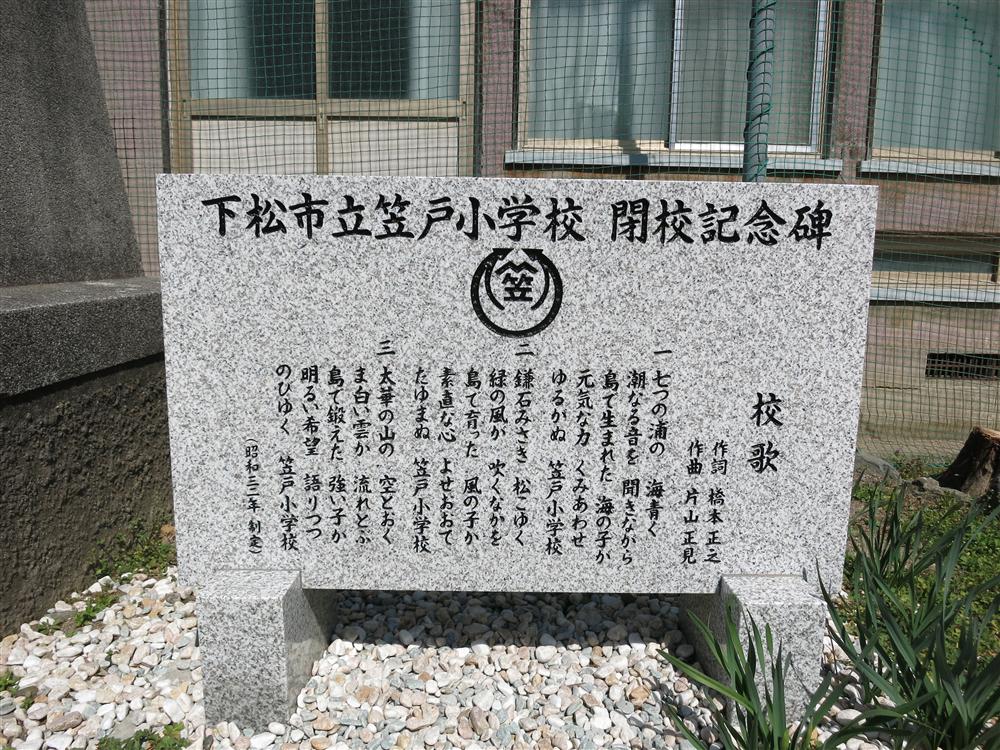 下松市立笠戸小学校 閉校記念碑
笠
校歌
作詞 橋本正之
作曲 片山正見
一 七つの浦の 海青く
潮なる音を 聞きながら
島で生まれた 海の子が
元気な力 くみあわせ
ゆるがぬ 笠戸小学校
二 鎌石みさき 松こゆく
緑の風が 吹くなかを
島で育った 風の子が
素直な心 よせおおて
たゆまぬ 笠戸小学校
三 太華の山の 空とおく
ま白い雲が 流れとぶ
島で鍛えた 強い子が
明るい希望 語りつつ
のびゆく 笠戸小学校
(昭和三二年 制定)